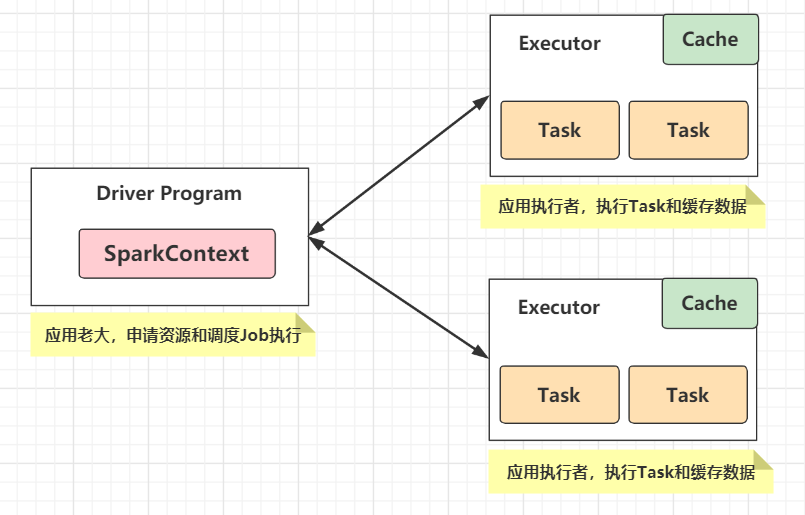 Driver Program
SparkContext
应用老大，申请资源和调度Job执行
Executor
Cache
Task
Task
应用执行者，执行Task和缓存数据
Executor
Cache
Task
Task
应用执行者，执行Task和缓存数据